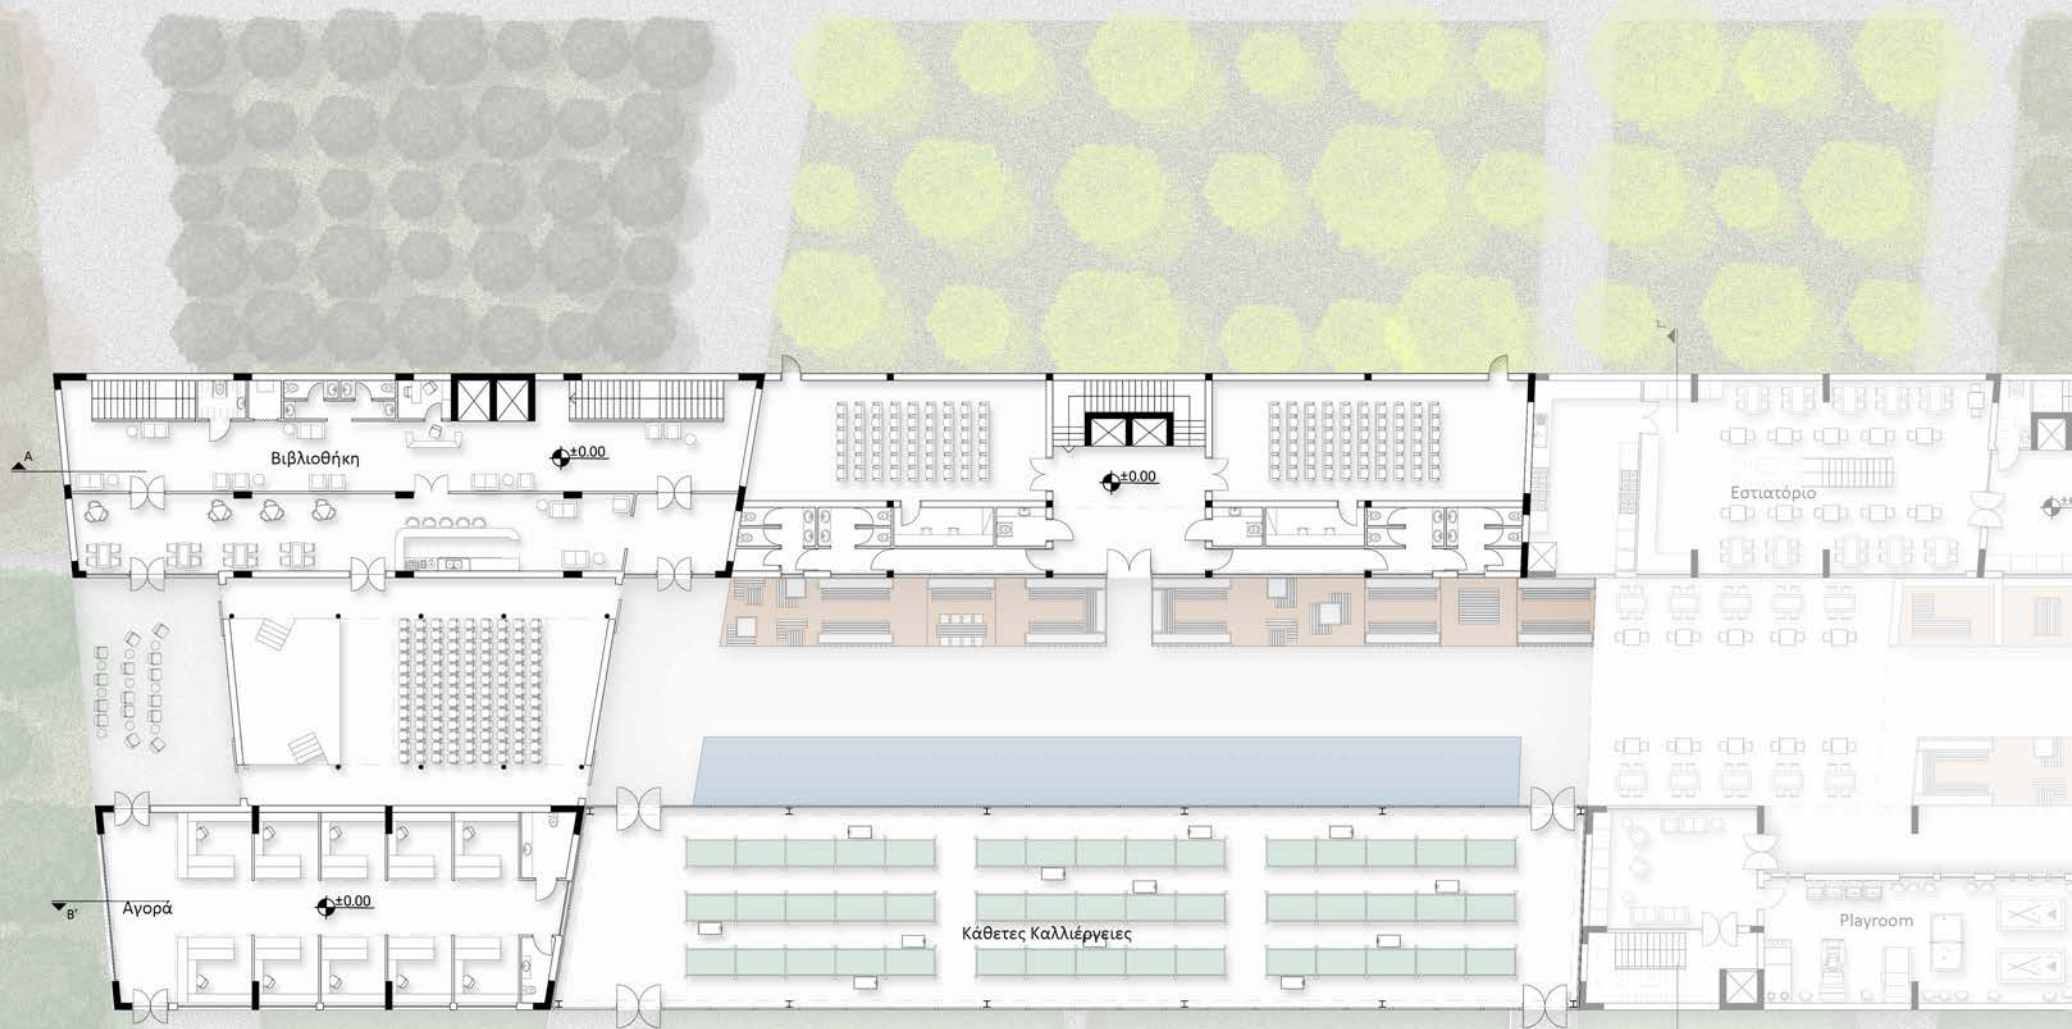 A
Βιβλιοθήκη
±0.00
±0.00
Εστιατόριο
Αγορά
±0.00
B'
Κάθετες Καλλιέργειες
Playroom